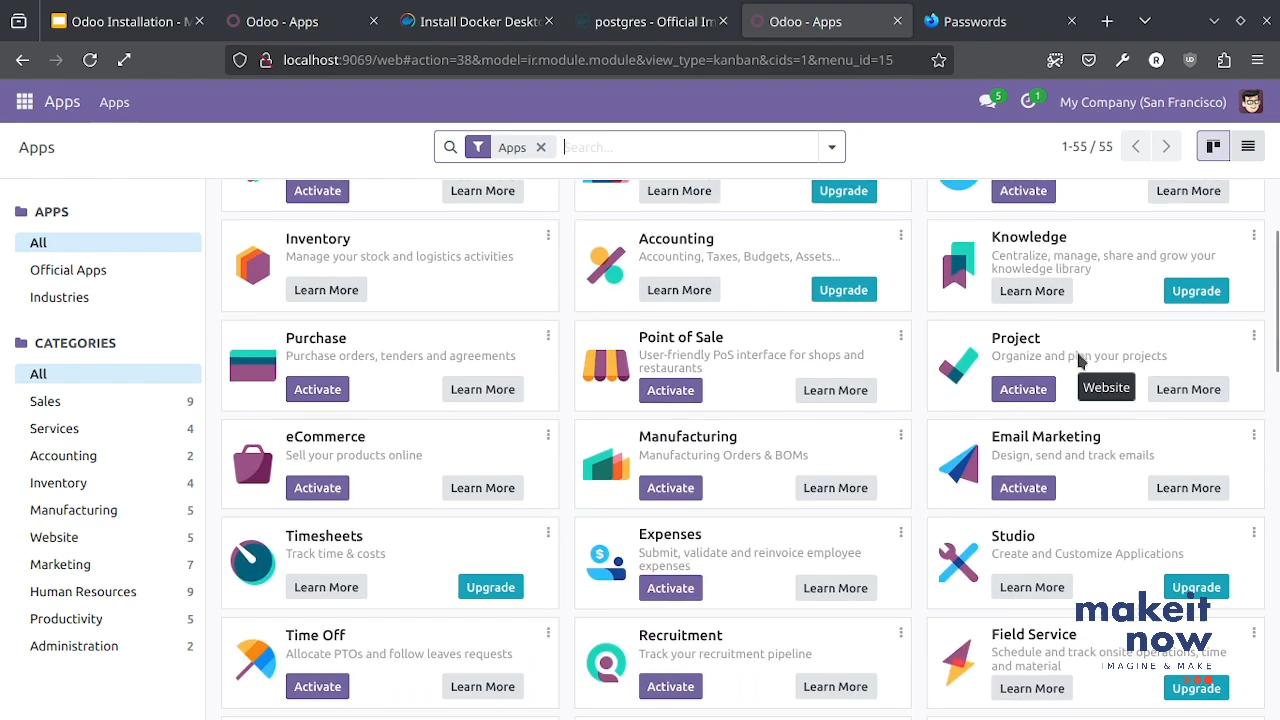 Odoo Installation - M
Odoo - Apps
Install Docker Deskto
postgres - Official Im
Odoo - Apps
Passwords
localhost:9069/web#action=38&model=ir.module.module&view_type=kanban&cids=1&menu_id=15
Apps
Apps
5
1
My Company (San Francisco)
Apps
Apps
Search...
1-55 / 55
APPS
All
Official Apps
Industries
CATEGORIES
All
Sales 9
Services 4
Accounting 2
Inventory 4
Manufacturing 5
Website 5
Marketing 7
Human Resources 9
Productivity 5
Administration 2
Activate
Learn More
Learn More
Upgrade
Activate
Learn More
Inventory
Manage your stock and logistics activities
Learn More
Accounting
Accounting, Taxes, Budgets, Assets...
Learn More
Upgrade
Knowledge
Centralize, manage, share and grow your
knowledge library
Learn More
Upgrade
Purchase
Purchase orders, tenders and agreements
Activate
Learn More
Point of Sale
User-friendly PoS interface for shops and
restaurants
Activate
Learn More
Project
Organize and plan your projects
Activate
Website
Learn More
eCommerce
Sell your products online
Activate
Learn More
Manufacturing
Manufacturing Orders & BOMs
Activate
Learn More
Email Marketing
Design, send and track emails
Activate
Learn More
Timesheets
Track time & costs
Learn More
Upgrade
Expenses
Submit, validate and reinvoice employee
expenses
Activate
Learn More
Studio
Create and Customize Applications
Learn More
Upgrade
Time Off
Allocate PTOs and follow leaves requests
Activate
Learn More
Recruitment
Track your recruitment pipeline
Activate
Learn More
Field Service
Schedule and track onsite operations, time
and material
Learn More
Upgrade
makeit
now
IMAGINE & MAKE